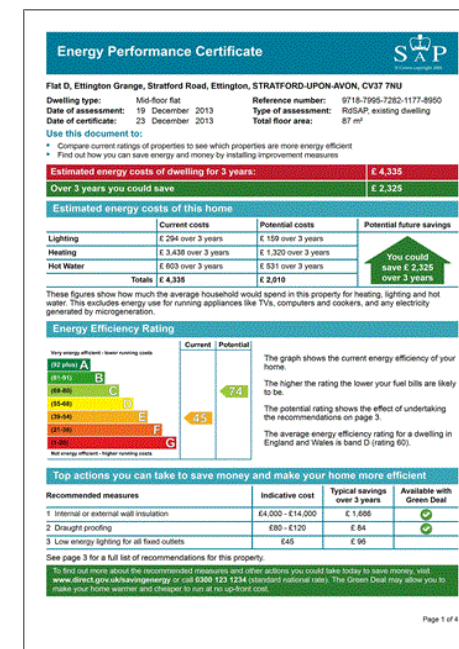 Energy Performance Certificate
SAP
Flat D, Ettington Grange, Stratford Road, Ettington, STRATFORD-UPON-AVON, CV37 7NU
Dwelling type: Mid-floor flat Reference number: 9718-7995-7282-1177-8950
Date of assessment: 19 December 2013 Type of assessment: RdSAP, existing dwelling
Date of certificate: 23 December 2013 Total floor area: 87 m²
Use this document to:
• Compare current ratings of properties to see which properties are more energy efficient
• Find out how you can save energy and money by installing improvement measures
Estimated energy costs of dwelling for 3 years: £ 4,335
Over 3 years you could save £ 2,325
Estimated energy costs of this home
Current costs Potential costs Potential future savings
Lighting £ 294 over 3 years £ 159 over 3 years
Heating £ 3,438 over 3 years £ 1,320 over 3 years
Hot Water £ 603 over 3 years £ 531 over 3 years
Totals £ 4,335 £ 2,010
You could
save £ 2,325
over 3 years
These figures show how much the average household would spend in this property for heating, lighting and hot
water. This excludes energy use for running appliances like TVs, computers and cookers, and any electricity
generated by microgeneration.
Energy Efficiency Rating
Current Potential
Very energy efficient - lower running costs
(92 plus) A
(81-91) B
(69-80) C
(55-68) D
(39-54) E
(21-38) F
(1-20) G
Not energy efficient - higher running costs
45
74
The graph shows the current energy efficiency of your
home.
The higher the rating the lower your fuel bills are likely
to be.
The potential rating shows the effect of undertaking
the recommendations on page 3.
The average energy efficiency rating for a dwelling in
England and Wales is band D (rating 60).
Top actions you can take to save money and make your home more efficient
Recommended measures Indicative cost Typical savings over 3 years Available with Green Deal
1 Internal or external wall insulation £4,000 - £14,000 £ 1,686
2 Draught proofing £80 - £120 £ 84
3 Low energy lighting for all fixed outlets £45 £ 96
See page 3 for a full list of recommendations for this property.
To find out more about the recommended measures and other actions you could take today to save money, visit
www.direct.gov.uk/savingenergy or call 0300 123 1234 (standard national rate). The Green Deal may allow you to
make your home warmer and cheaper to run at no up-front cost.
Page 1 of 4